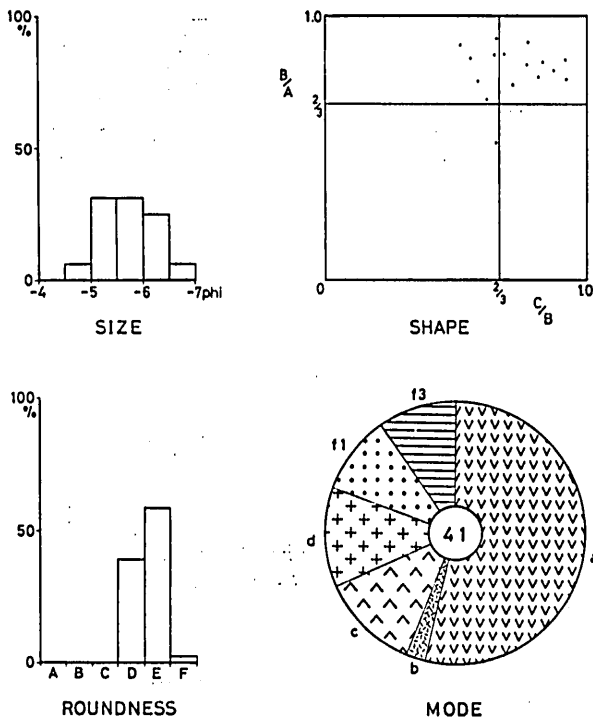 100
%
50
0
-4 -5 -6 -7phi
SIZE
1.0
B/A
2/3
0 2/3 C/B 1.0
SHAPE
100
%
50
0
A B C D E F
ROUNDNESS
f3
f1
d
41
a
c
b
MODE